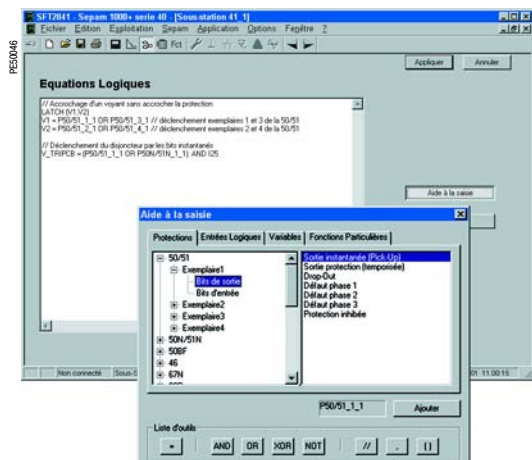 PE50046
SFT2841 - Sepam 1000+ serie 40 - [Sous-station 41_1]
Fichier Edition Exploitation Sepam Application Options Fenêtre ?
Fct
Appliquer Annuler
Equations Logiques
// Accrochage d'un voyant sans accrocher la protection
LATCH (V1,V2)
V1 = P50/51_1_1 OR P50/51_3_1 // déclenchement exemplaires 1 et 3 de la 50/51
V2 = P50/51_2_1 OR P50/51_4_1 // déclenchement exemplaires 2 et 4 de la 50/51
// Déclenchement du disjoncteur par les bits instantanés
V_TRIPCB = (P50/51_1_1 OR P50N/51N_1_1) AND I25
Aide à la saisie
Aide à la saisie
Protections Entrées Logiques Variables Fonctions Particulières
50/51
Exemplaire1
Bits de sortie
Bits d'entrée
Exemplaire2
Exemplaire3
Exemplaire4
50N/51N
50BF
46
67N
Sortie instantanée (Pick-Up)
Sortie protection (temporisée)
Drop-Out
Défaut phase 1
Défaut phase 2
Défaut phase 3
Protection inhibée
Non connecté Sous-S
01 11:00:15
P50/51_1_1 Ajouter
Liste d'outils
= AND OR XOR NOT // , ()